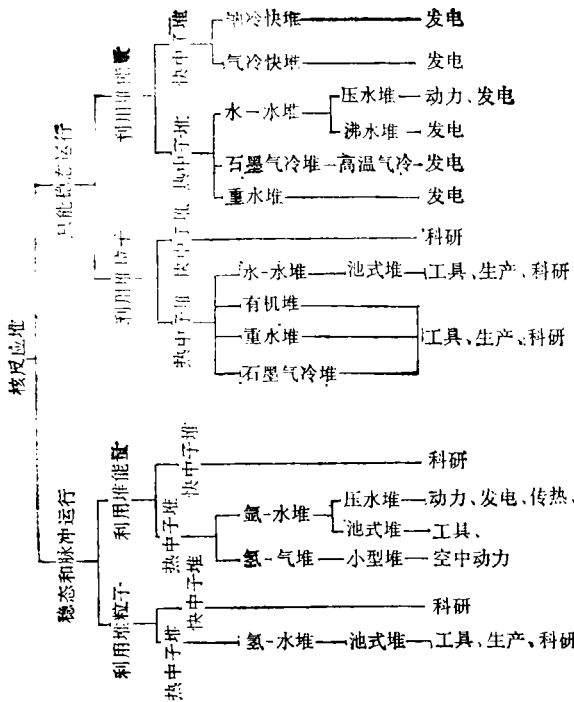 核反应堆
只能稳态运行
利用堆能量
快中子堆
钠冷快堆 发电
气冷快堆 发电
热中子堆
水-水堆 压水堆 动力、发电
沸水堆 发电
石墨气冷堆 高温气冷 发电
重水堆 发电
利用堆粒子
快中子堆 科研
热中子堆
水-水堆 池式堆 工具、生产、科研
有机堆
重水堆 工具、生产、科研
石墨气冷堆
稳态和脉冲运行
利用堆能量
快中子堆 科研
热中子堆
氢-水堆 压水堆 动力、发电、传热、
池式堆 工具、
氢-气堆 小型堆 空中动力
利用堆粒子
快中子堆 科研
热中子堆
氢-水堆 池式堆 工具、生产、科研